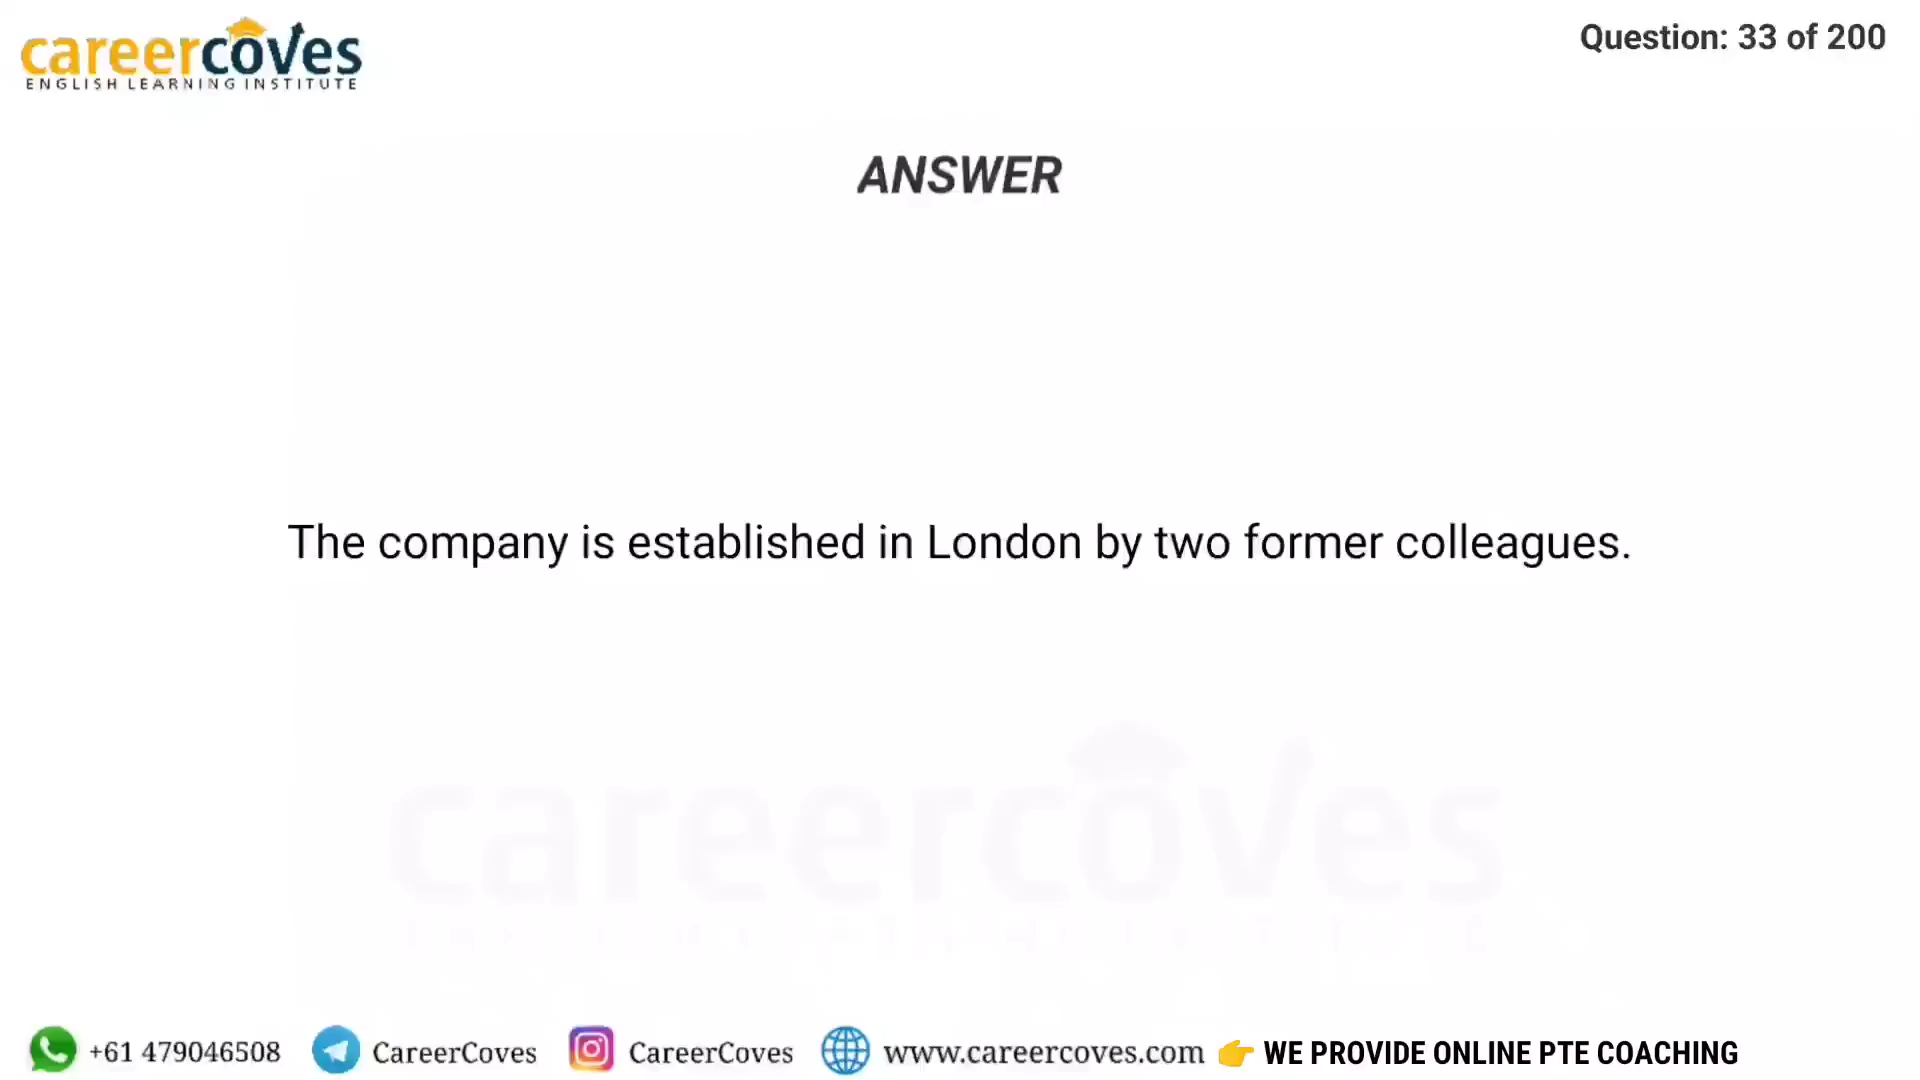 careercoves
ENGLISH LEARNING INSTITUTE
Question: 33 of 200
ANSWER
The company is established in London by two former colleagues.
careercoves
+61 479046508 CareerCoves CareerCoves www.careercoves.com 👉 WE PROVIDE ONLINE PTE COACHING